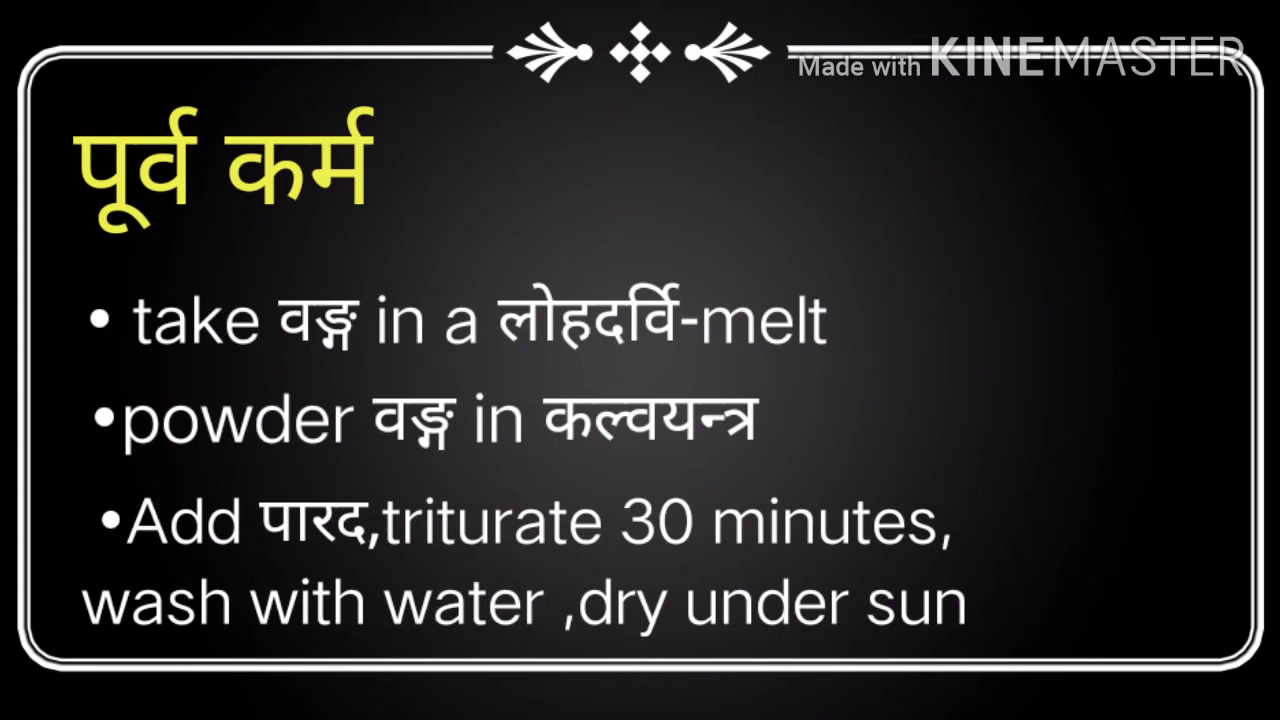 Made with KINEMASTER
पूर्व कर्म
• take वङ्ग in a लोहदर्वि-melt
•powder वङ्ग in कल्वयन्त्र
•Add पारद,triturate 30 minutes,
wash with water ,dry under sun